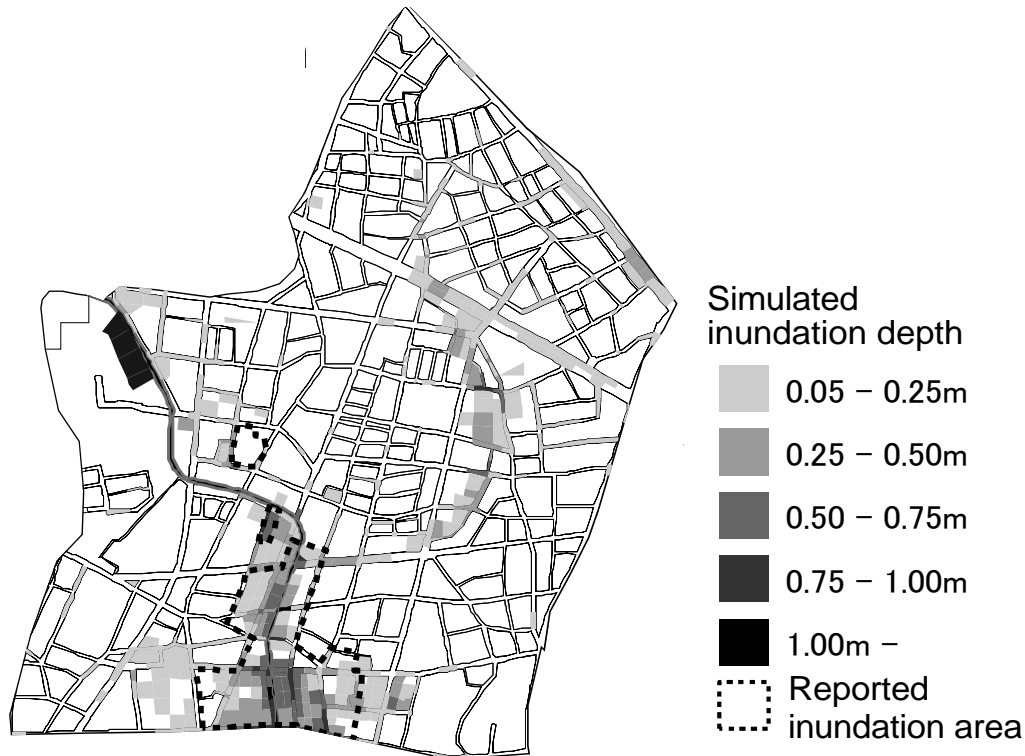 Simulated
inundation depth
0.05 - 0.25m
0.25 - 0.50m
0.50 - 0.75m
0.75 - 1.00m
1.00m -
Reported
inundation area